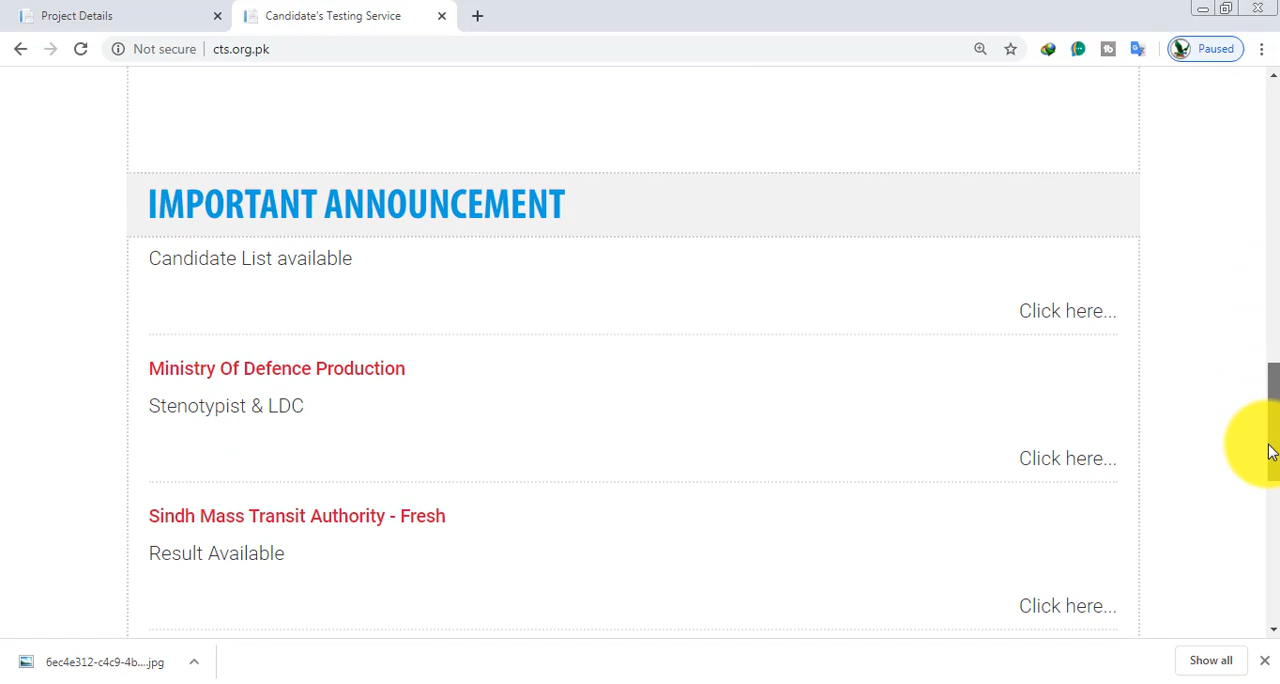 Project Details
Candidate's Testing Service
Not secure
cts.org.pk
Paused
IMPORTANT ANNOUNCEMENT
Candidate List available
Click here...
Ministry Of Defence Production
Stenotypist & LDC
Click here...
Sindh Mass Transit Authority - Fresh
Result Available
Click here...
6ec4e312-c4c9-4b....jpg
Show all